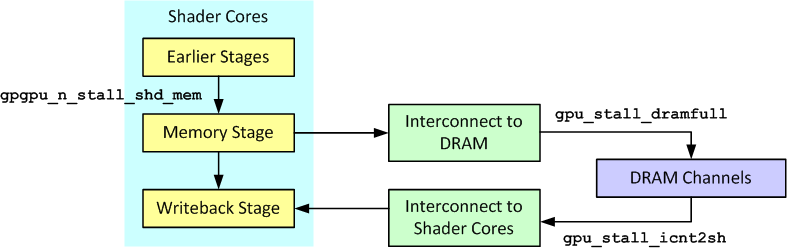 Shader Cores
Earlier Stages
gpgpu_n_stall_shd_mem
Memory Stage
Interconnect to
DRAM
gpu_stall_dramfull
DRAM Channels
Writeback Stage
Interconnect to
Shader Cores
gpu_stall_icnt2sh